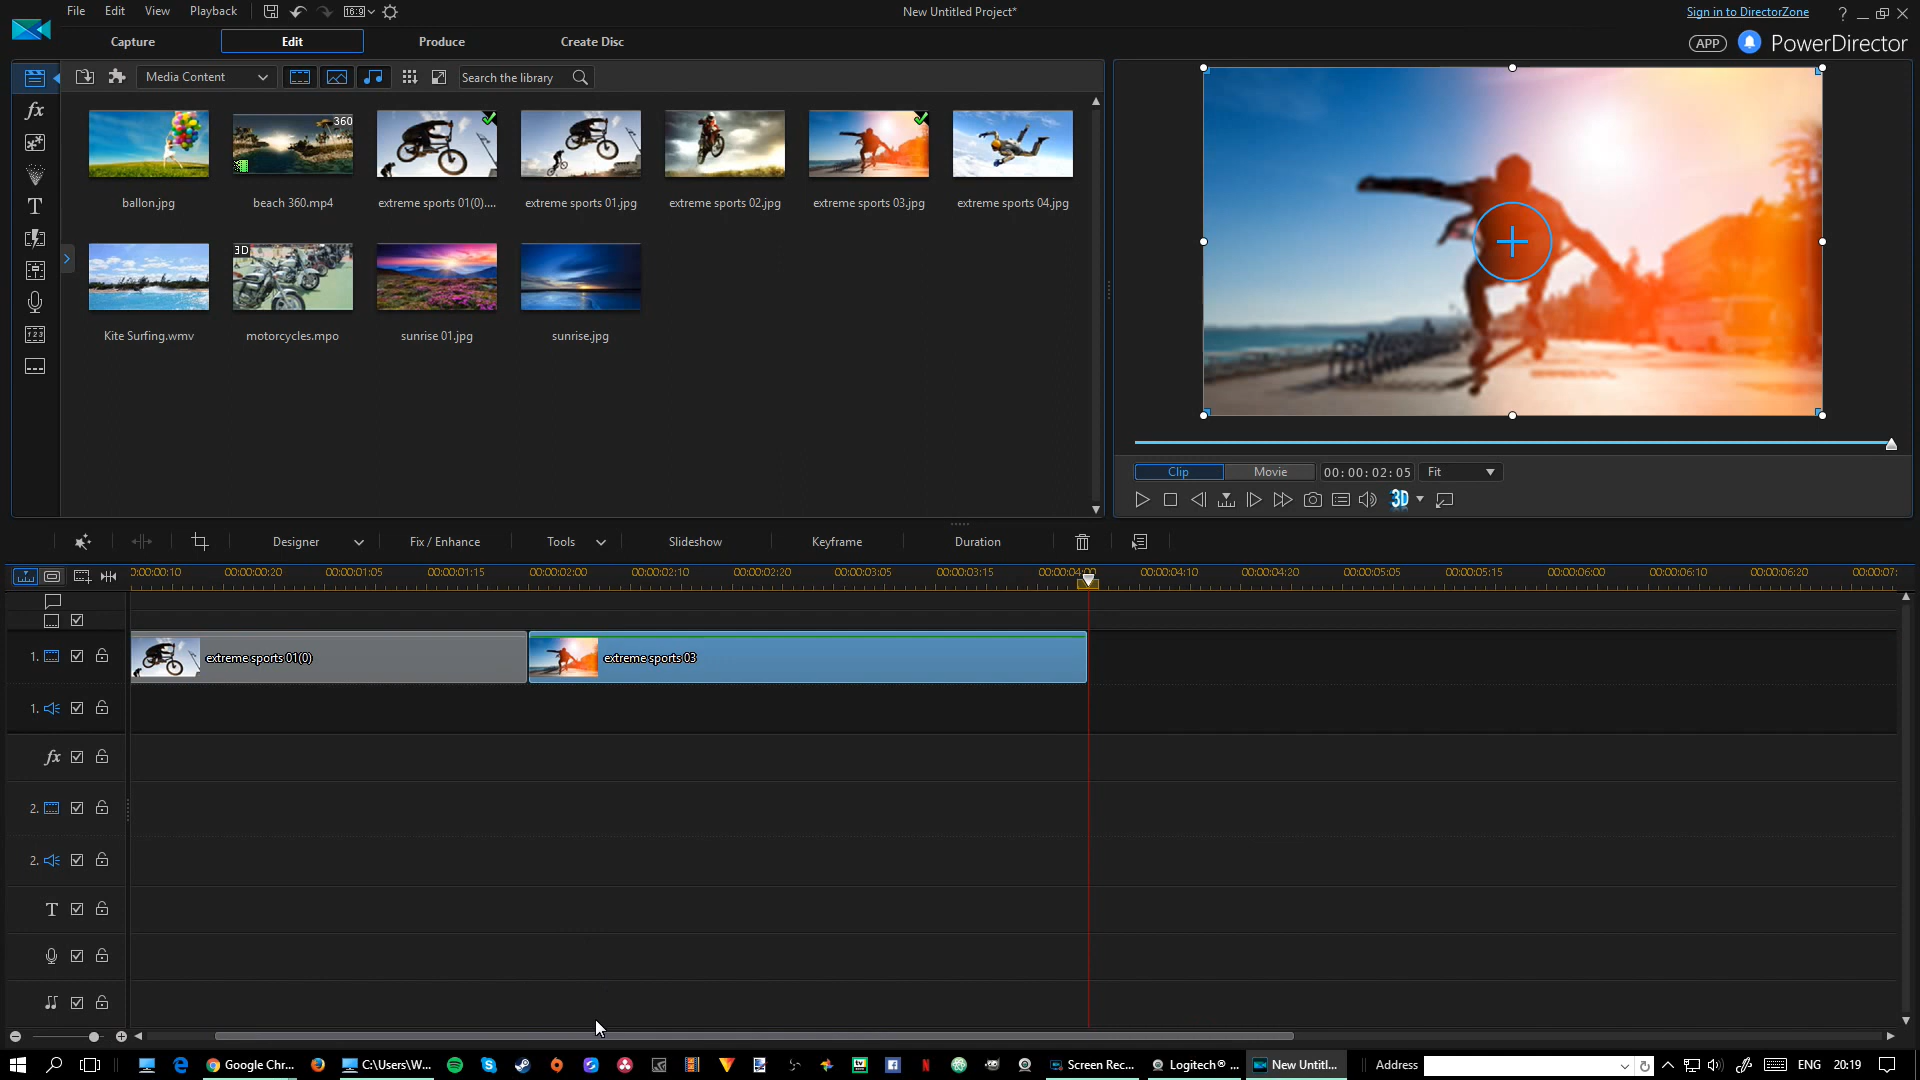 File Edit View Playback 16:9 New Untitled Project* Sign in to DirectorZone ?
Capture Edit Produce Create Disc APP PowerDirector
Media Content Search the library
360
ballon.jpg beach 360.mp4 extreme sports 01(0).... extreme sports 01.jpg extreme sports 02.jpg extreme sports 03.jpg extreme sports 04.jpg
3D
Kite Surfing.wmv motorcycles.mpo sunrise 01.jpg sunrise.jpg
fx
T
Clip Movie 00:00:02:05 Fit
3D
Designer Fix / Enhance Tools Slideshow Keyframe Duration
0:00:00:10 00:00:00:20 00:00:01:05 00:00:01:15 00:00:02:00 00:00:02:10 00:00:02:20 00:00:03:05 00:00:03:15 00:00:04:00 00:00:04:10 00:00:04:20 00:00:05:05 00:00:05:15 00:00:06:00 00:00:06:10 00:00:06:20 00:00:07:
1. extreme sports 01(0) extreme sports 03
1.
fx
2.
2.
T
Google Chr... C:\Users\W... Screen Rec... Logitech® ... New Untitl... Address ENG 20:19